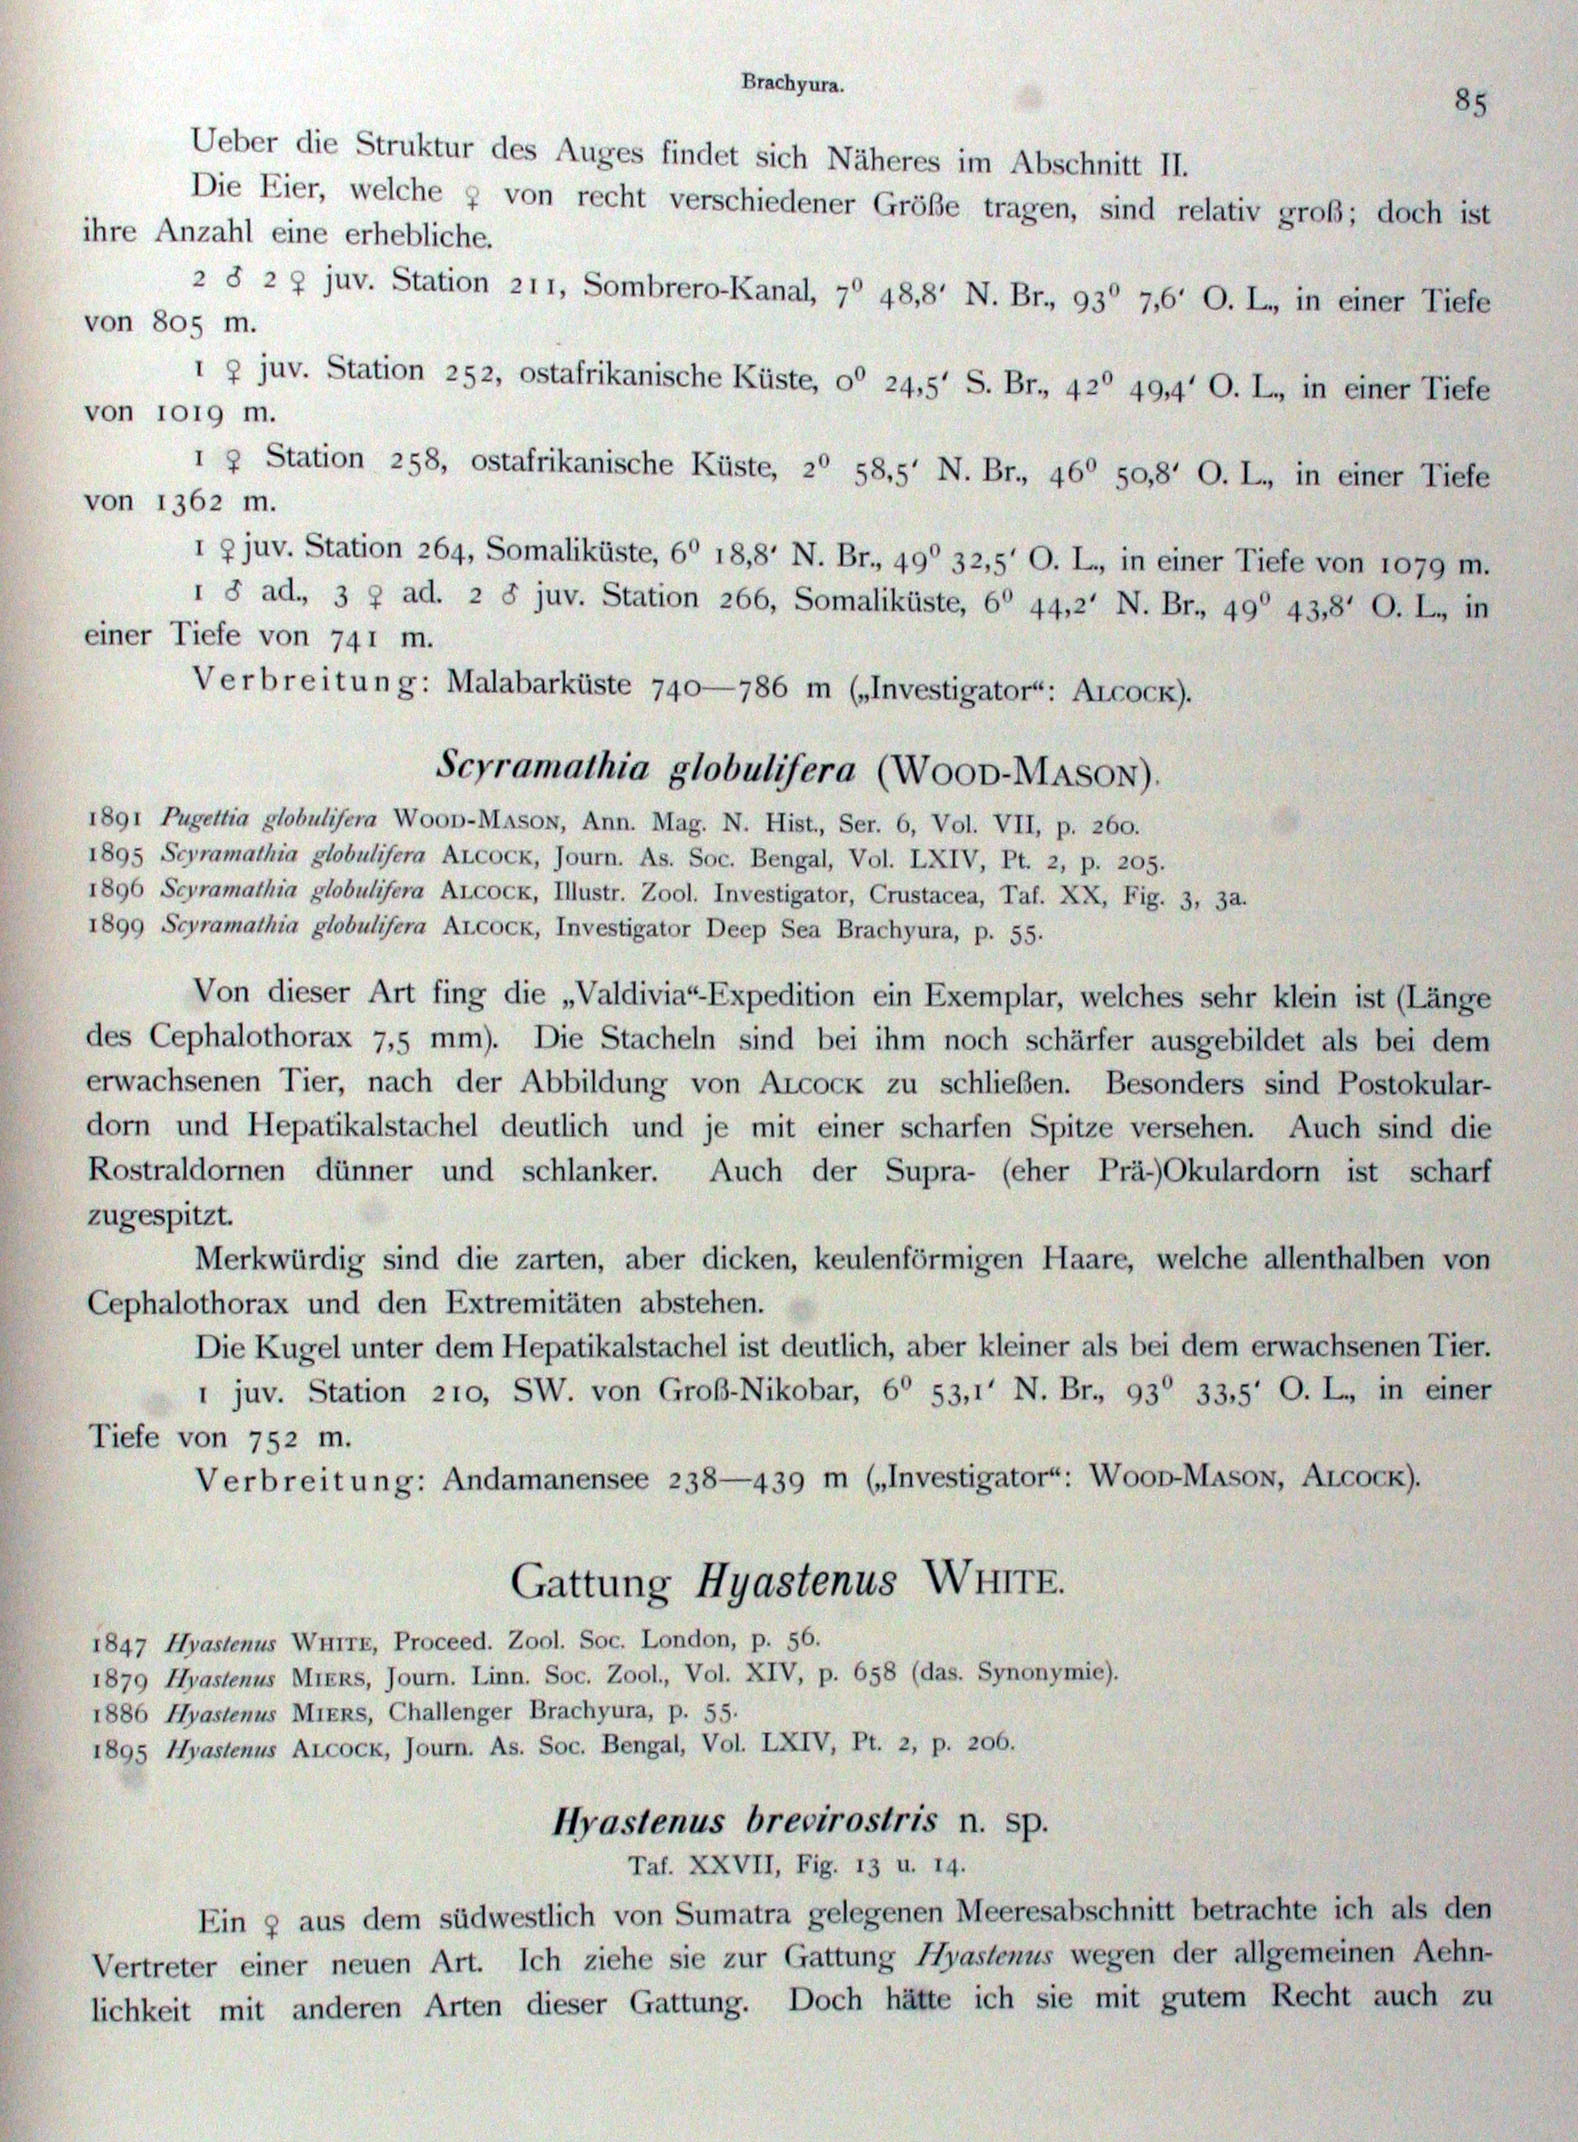 Brachyura.
85
Ueber die Struktur des Auges findet sich Näheres im Abschnitt II.
Die Eier, welche ♀ von recht verschiedener Größe tragen, sind relativ groß; doch ist
ihre Anzahl eine erhebliche.
2 ♂ 2 ♀ juv. Station 211, Sombrero-Kanal, 7⁰ 48,8' N. Br., 93⁰ 7,6' O. L., in einer Tiefe
von 805 m.
1 ♀ juv. Station 252, ostafrikanische Küste, 0⁰ 24,5' S. Br., 42⁰ 49,4' O. L., in einer Tiefe
von 1019 m.
1 ♀ Station 258, ostafrikanische Küste, 2⁰ 58,5' N. Br., 46⁰ 50,8' O. L., in einer Tiefe
von 1362 m.
1 ♀ juv. Station 264, Somaliküste, 6⁰ 18,8' N. Br., 49⁰ 32,5' O. L., in einer Tiefe von 1079 m.
1 ♂ ad., 3 ♀ ad. 2 ♂ juv. Station 266, Somaliküste, 6⁰ 44,2' N. Br., 49⁰ 43,8' O. L., in
einer Tiefe von 741 m.
Verbreitung: Malabarküste 740—786 m („Investigator“: ALCOCK).
Scyramathia globulifera (WOOD-MASON).
1891 Pugettia globulifera WOOD-MASON, Ann. Mag. N. Hist., Ser. 6, Vol. VII, p. 260.
1895 Scyramathia globulifera ALCOCK, Journ. As. Soc. Bengal, Vol. LXIV, Pt. 2, p. 205.
1896 Scyramathia globulifera ALCOCK, Illustr. Zool. Investigator, Crustacea, Taf. XX, Fig. 3, 3a.
1899 Scyramathia globulifera ALCOCK, Investigator Deep Sea Brachyura, p. 55.
Von dieser Art fing die „Valdivia“-Expedition ein Exemplar, welches sehr klein ist (Länge
des Cephalothorax 7,5 mm). Die Stacheln sind bei ihm noch schärfer ausgebildet als bei dem
erwachsenen Tier, nach der Abbildung von ALCOCK zu schließen. Besonders sind Postokular-
dorn und Hepatikalstachel deutlich und je mit einer scharfen Spitze versehen. Auch sind die
Rostraldornen dünner und schlanker. Auch der Supra- (eher Prä-)Okulardorn ist scharf
zugespitzt.
Merkwürdig sind die zarten, aber dicken, keulenförmigen Haare, welche allenthalben von
Cephalothorax und den Extremitäten abstehen.
Die Kugel unter dem Hepatikalstachel ist deutlich, aber kleiner als bei dem erwachsenen Tier.
1 juv. Station 210, SW. von Groß-Nikobar, 6⁰ 53,1' N. Br., 93⁰ 33,5' O. L., in einer
Tiefe von 752 m.
Verbreitung: Andamanensee 238—439 m („Investigator“: WOOD-MASON, ALCOCK).
Gattung Hyastenus WHITE.
1847 Hyastenus WHITE, Proceed. Zool. Soc. London, p. 56.
1879 Hyastenus MIERS, Journ. Linn. Soc. Zool., Vol. XIV, p. 658 (das. Synonymie).
1886 Hyastenus MIERS, Challenger Brachyura, p. 55.
1895 Hyastenus ALCOCK, Journ. As. Soc. Bengal, Vol. LXIV, Pt. 2, p. 206.
Hyastenus brevirostris n. sp.
Taf. XXVII, Fig. 13 u. 14.
Ein ♀ aus dem südwestlich von Sumatra gelegenen Meeresabschnitt betrachte ich als den
Vertreter einer neuen Art. Ich ziehe sie zur Gattung Hyastenus wegen der allgemeinen Aehn-
lichkeit mit anderen Arten dieser Gattung. Doch hätte ich sie mit gutem Recht auch zu